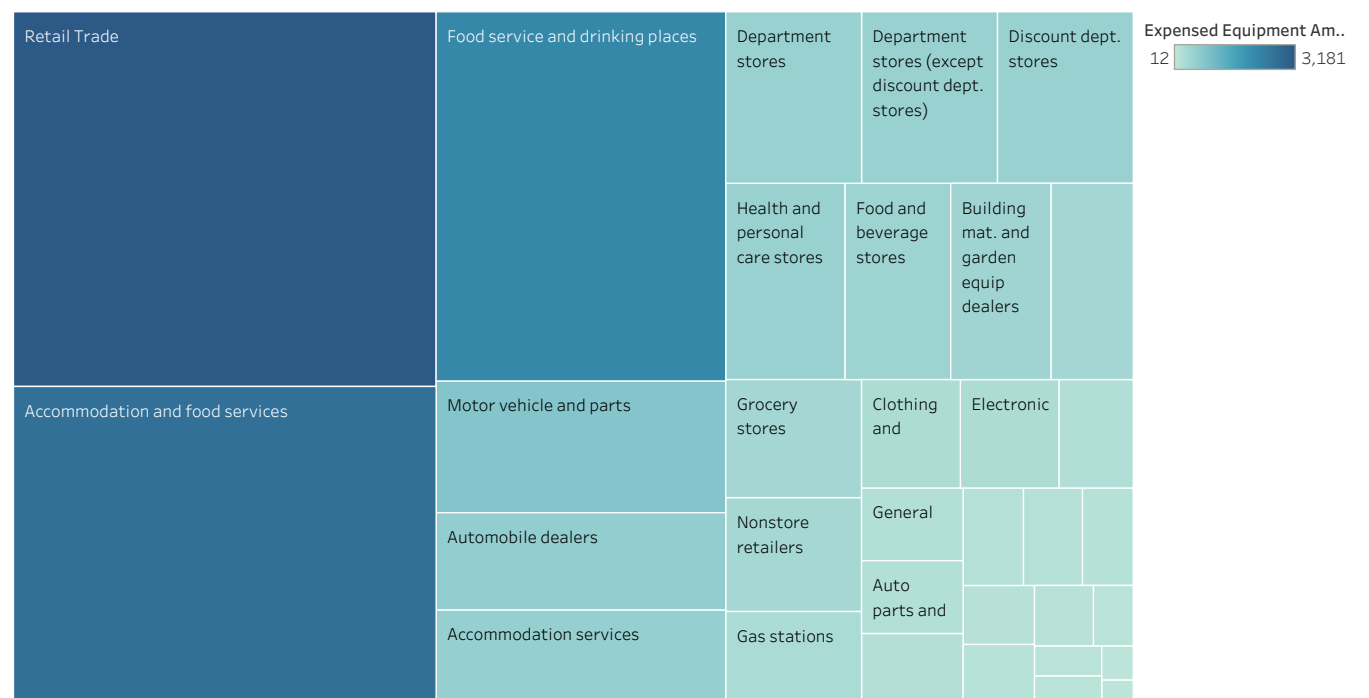 Retail Trade
Food service and drinking places
Department
stores
Department
stores (except
discount dept.
stores)
Discount dept.
stores
Expensed Equipment Am..
12
3,181
Health and
personal
care stores
Food and
beverage
stores
Building
mat. and
garden
equip
dealers
Accommodation and food services
Motor vehicle and parts
Grocery
stores
Clothing
and
Electronic
General
Nonstore
retailers
Automobile dealers
Auto
parts and
Accommodation services
Gas stations